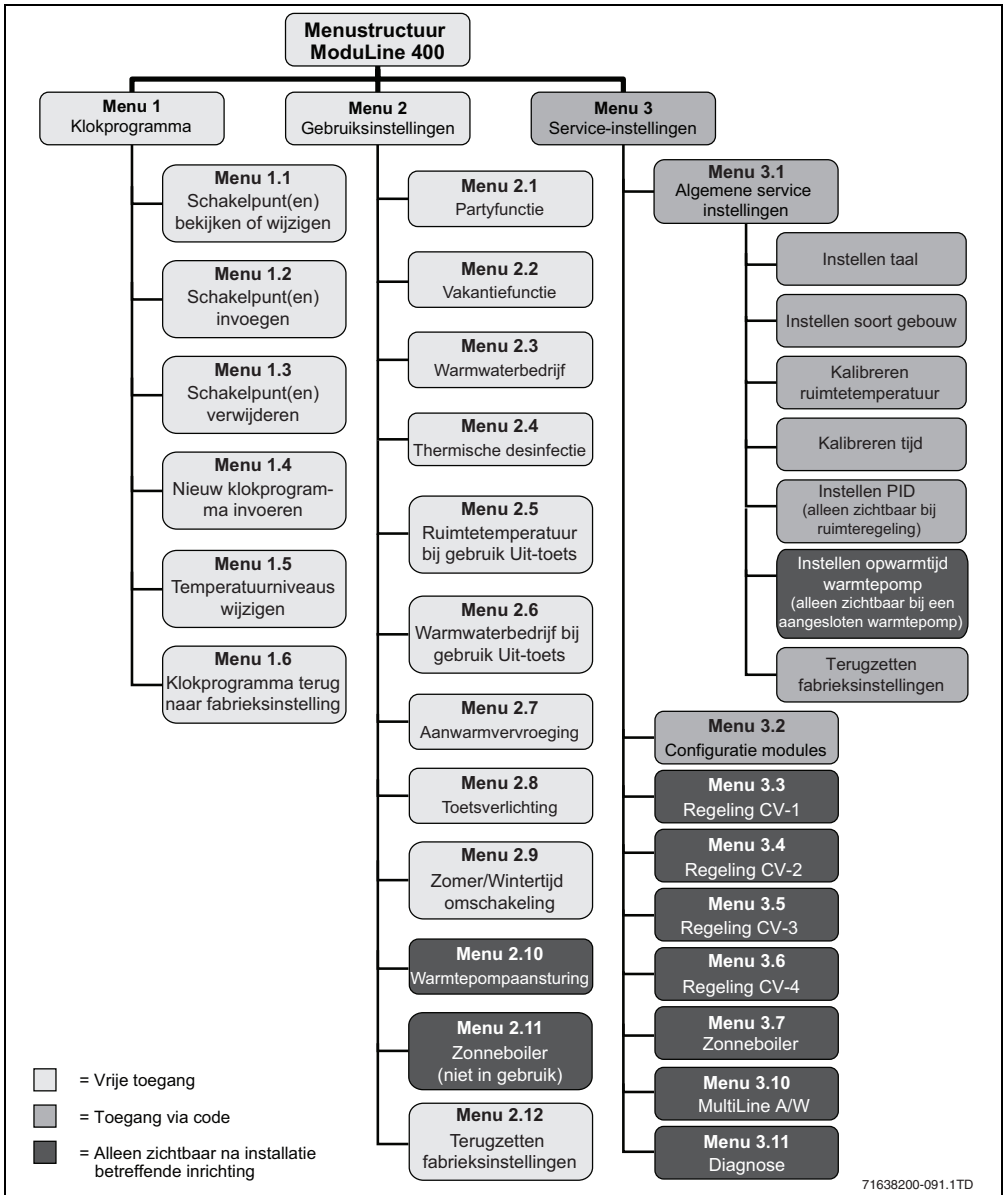 Menustructuur
ModuLine 400
Menu 1
Klokprogramma
Menu 1.1
Schakelpunt(en)
bekijken of wijzigen
Menu 1.2
Schakelpunt(en)
invoegen
Menu 1.3
Schakelpunt(en)
verwijderen
Menu 1.4
Nieuw klokprogram-
ma invoeren
Menu 1.5
Temperatuurniveaus
wijzigen
Menu 1.6
Klokprogramma terug
naar fabrieksinstelling
Menu 2
Gebruiksinstellingen
Menu 2.1
Partyfunctie
Menu 2.2
Vakantiefunctie
Menu 2.3
Warmwaterbedrijf
Menu 2.4
Thermische desinfectie
Menu 2.5
Ruimtetemperatuur
bij gebruik Uit-toets
Menu 2.6
Warmwaterbedrijf bij
gebruik Uit-toets
Menu 2.7
Aanwarmvervroeging
Menu 2.8
Toetsverlichting
Menu 2.9
Zomer/Wintertijd
omschakeling
Menu 2.10
Warmtepompaansturing
Menu 2.11
Zonneboiler
(niet in gebruik)
Menu 2.12
Terugzetten
fabrieksinstellingen
Menu 3
Service-instellingen
Menu 3.1
Algemene service
instellingen
Instellen taal
Instellen soort gebouw
Kalibreren
ruimtetemperatuur
Kalibreren tijd
Instellen PID
(alleen zichtbaar bij
ruimteregeling)
Instellen opwarmtijd
warmtepomp
(alleen zichtbaar bij een
aangesloten warmtepomp)
Terugzetten
fabrieksinstellingen
Menu 3.2
Configuratie modules
Menu 3.3
Regeling CV-1
Menu 3.4
Regeling CV-2
Menu 3.5
Regeling CV-3
Menu 3.6
Regeling CV-4
Menu 3.7
Zonneboiler
Menu 3.10
MultiLine A/W
Menu 3.11
Diagnose
= Vrije toegang
= Toegang via code
= Alleen zichtbaar na installatie
betreffende inrichting
71638200-091.1TD